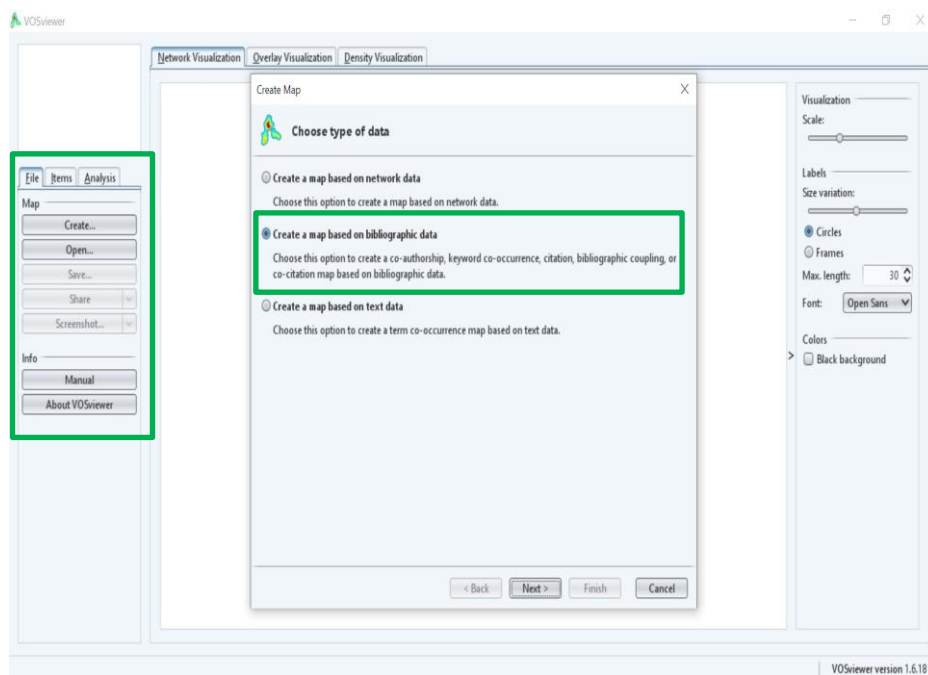 VOSviewer
File Items Analysis
Map
Create...
Open...
Save...
Share
Screenshot...
Info
Manual
About VOSviewer
Network Visualization Overlay Visualization Density Visualization
Create Map
Choose type of data
Create a map based on network data
Choose this option to create a map based on network data.
Create a map based on bibliographic data
Choose this option to create a co-authorship, keyword co-occurrence, citation, bibliographic coupling, or
co-citation map based on bibliographic data.
Create a map based on text data
Choose this option to create a term co-occurrence map based on text data.
< Back Next > Finish Cancel
Visualization
Scale:
Labels
Size variation:
Circles
Frames
Max. length: 30
Font: Open Sans
Colors
Black background
VOSviewer version 1.6.18